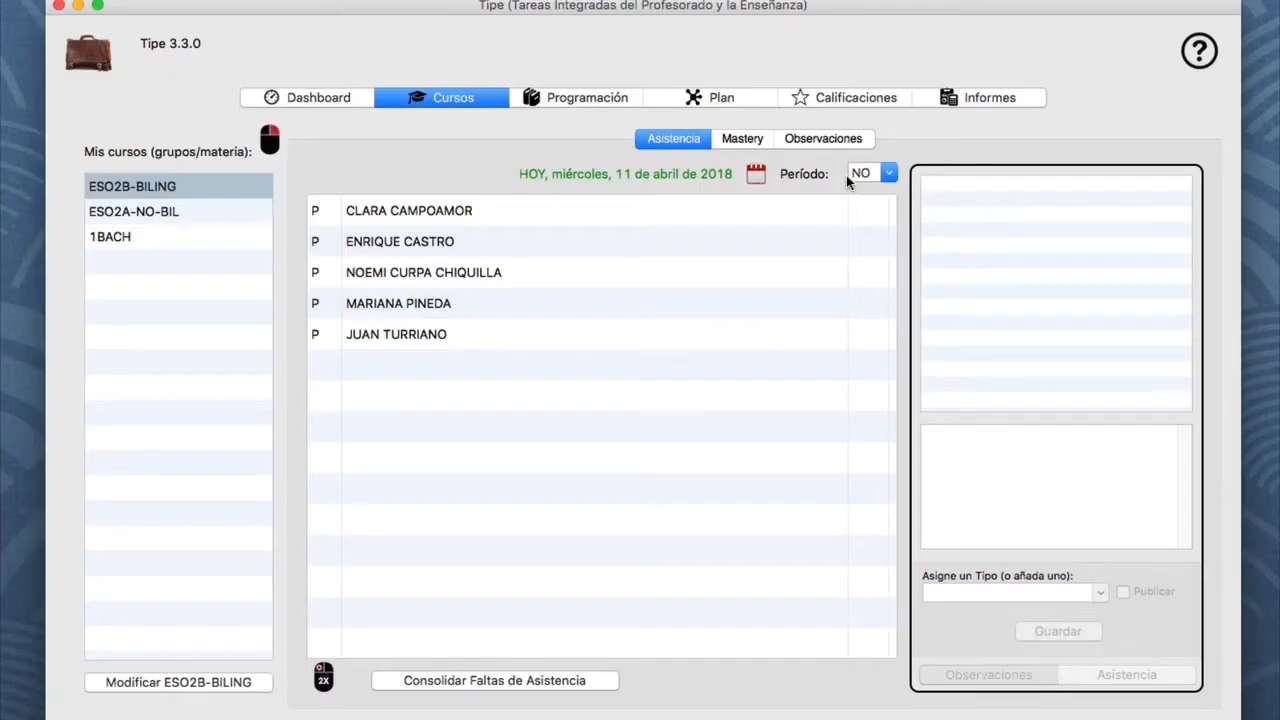 Tipe (Tareas Integradas del Profesorado y la Enseñanza)
Tipe 3.3.0
?
Dashboard
Cursos
Programación
Plan
Calificaciones
Informes
Asistencia
Mastery
Observaciones
Mis cursos (grupos/materia):
HOY, miércoles, 11 de abril de 2018
Período:
NO
ESO2B-BILING
ESO2A-NO-BIL
1BACH
P CLARA CAMPOAMOR
P ENRIQUE CASTRO
P NOEMI CURPA CHIQUILLA
P MARIANA PINEDA
P JUAN TURRIANO
Asigne un Tipo (o añada uno):
Publicar
Guardar
Observaciones
Asistencia
Modificar ESO2B-BILING
2X
Consolidar Faltas de Asistencia